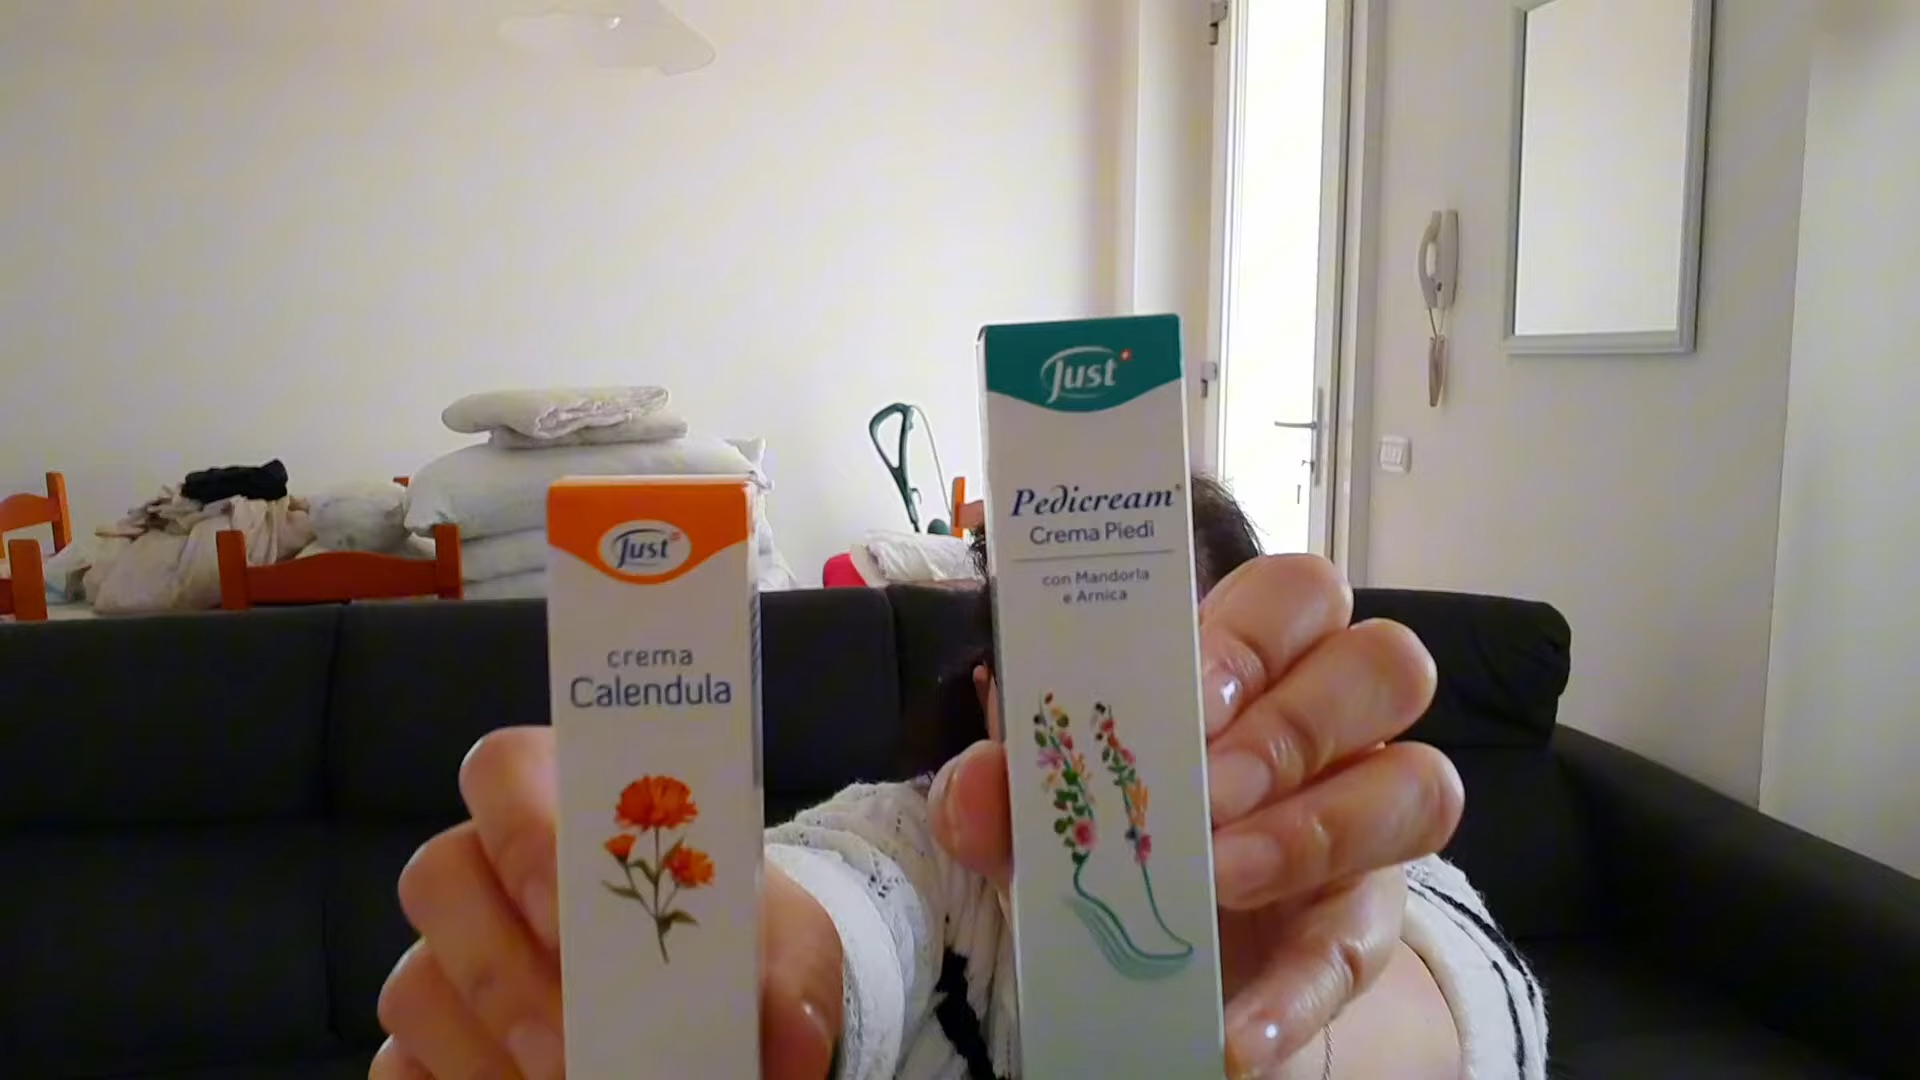 Just
crema
Calendula
Just
Pedicream
Crema Piedi
con Mandorla
e Arnica